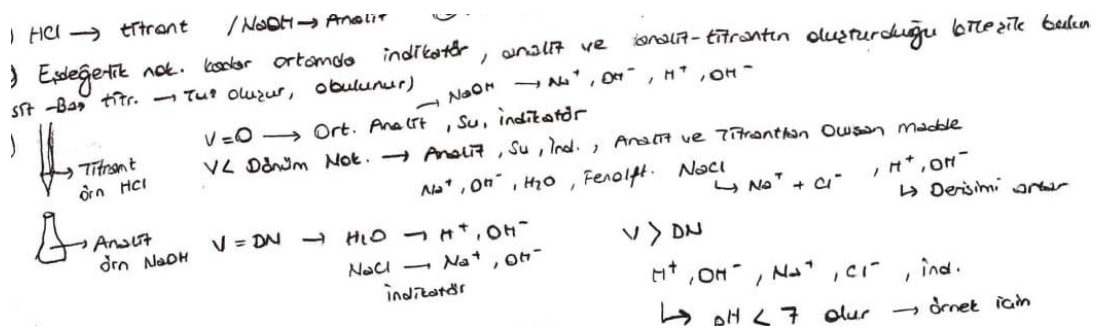 ) HCl → titrant / NaOH → Analit
) Eşdeğerlik nok. kadar ortamda indikatör, analit ve analit-titrantın oluşturduğu bileşik
Asit-Baz titr. → Tuz oluşur, bulunur)
→ NaOH → Na⁺, OH⁻, H⁺, OH⁻
V=0 → Ort. Analit, Su, indikatör
) → Titrant örn HCl
V< Dönüm Nok. → Analit, Su, İnd., Analit ve Titranttan Oluşan madde
Na⁺, OH⁻, H₂O, Fenolft. NaCl
↳ Na⁺ + Cl⁻, H⁺, OH⁻
↳ Derişimi artar
→ Analit örn NaOH
V = DN → H₂O → H⁺, OH⁻
NaCl → Na⁺, OH⁻
indikatör
V > DN
H⁺, OH⁻, Na⁺, Cl⁻, ind.
↳ pH < 7 olur → örnek için